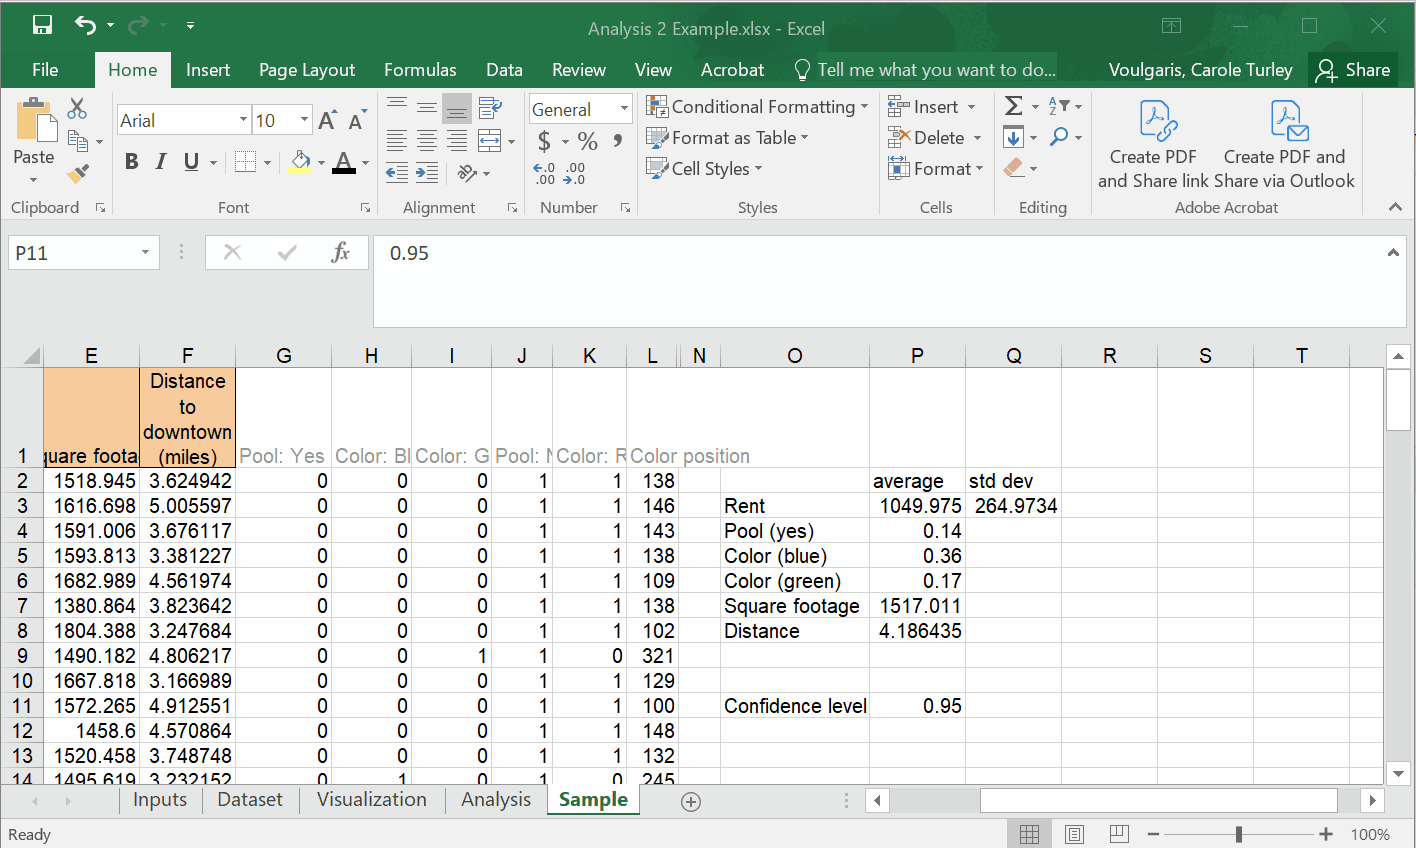 Analysis 2 Example.xlsx - Excel
File Home Insert Page Layout Formulas Data Review View Acrobat Tell me what you want to do... Voulgaris, Carole Turley Share
Paste
Clipboard
Arial 10
B I U A
Font
Alignment
General
$ % ,
Number
Conditional Formatting
Format as Table
Cell Styles
Styles
Insert
Delete
Format
Cells
Editing
Create PDF and Share link
Create PDF and Share via Outlook
Adobe Acrobat
P11 fx 0.95
E F G H I J K L N O P Q R S T
1 quare foota Distance to downtown (miles) Pool: Yes Color: Bl Color: G Pool: N Color: R Color position
2 1518.945 3.624942 0 0 0 1 1 138 average std dev
3 1616.698 5.005597 0 0 0 1 1 146 Rent 1049.975 264.9734
4 1591.006 3.676117 0 0 0 1 1 143 Pool (yes) 0.14
5 1593.813 3.381227 0 0 0 1 1 138 Color (blue) 0.36
6 1682.989 4.561974 0 0 0 1 1 109 Color (green) 0.17
7 1380.864 3.823642 0 0 0 1 1 138 Square footage 1517.011
8 1804.388 3.247684 0 0 0 1 1 102 Distance 4.186435
9 1490.182 4.806217 0 0 1 1 0 321
10 1667.818 3.166989 0 0 0 1 1 129
11 1572.265 4.912551 0 0 0 1 1 100 Confidence level 0.95
12 1458.6 4.570864 0 0 0 1 1 148
13 1520.458 3.748748 0 0 0 1 1 132
14 1495.619 3.232152 0 1 0 1 0 245
Inputs Dataset Visualization Analysis Sample
Ready 100%